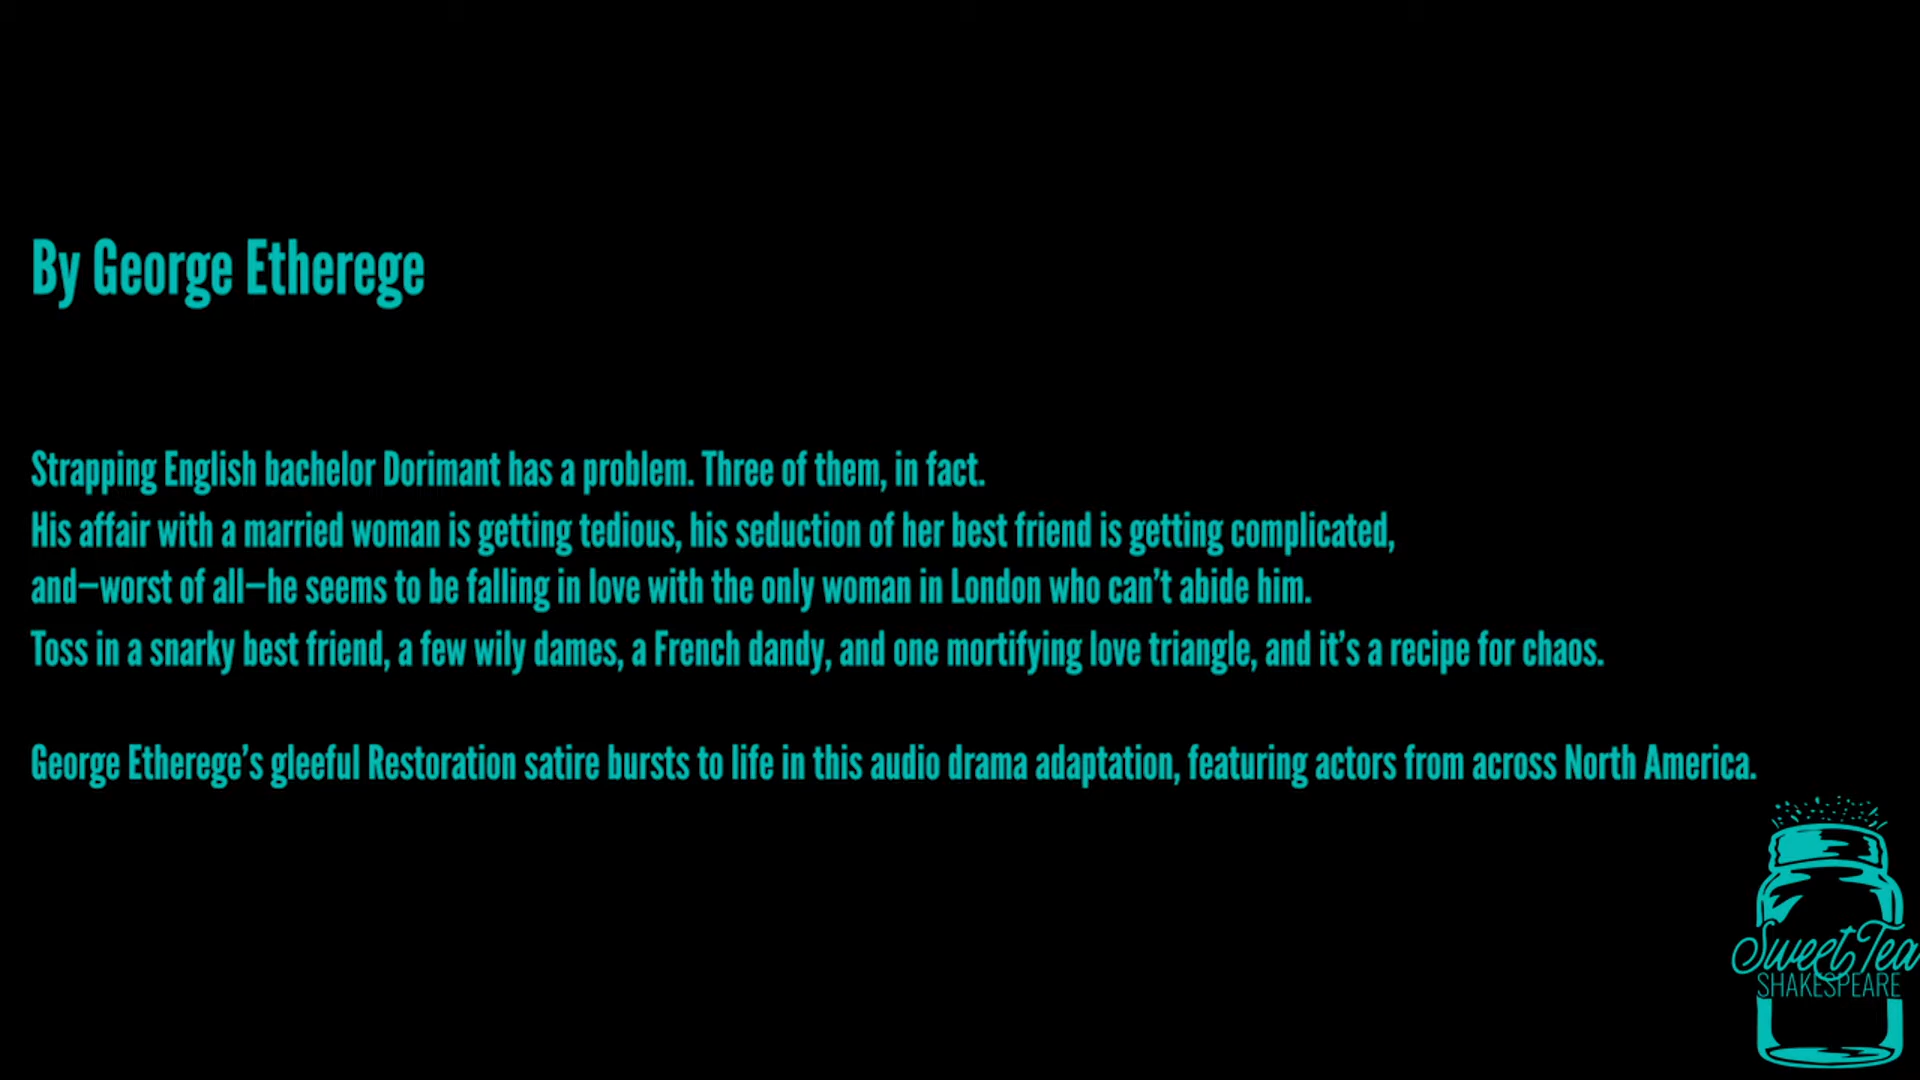 By George Etherege
Strapping English bachelor Dorimant has a problem. Three of them, in fact.
His affair with a married woman is getting tedious, his seduction of her best friend is getting complicated,
and—worst of all—he seems to be falling in love with the only woman in London who can’t abide him.
Toss in a snarky best friend, a few wily dames, a French dandy, and one mortifying love triangle, and it’s a recipe for chaos.
George Etherege’s gleeful Restoration satire bursts to life in this audio drama adaptation, featuring actors from across North America.
Sweet Tea
SHAKESPEARE